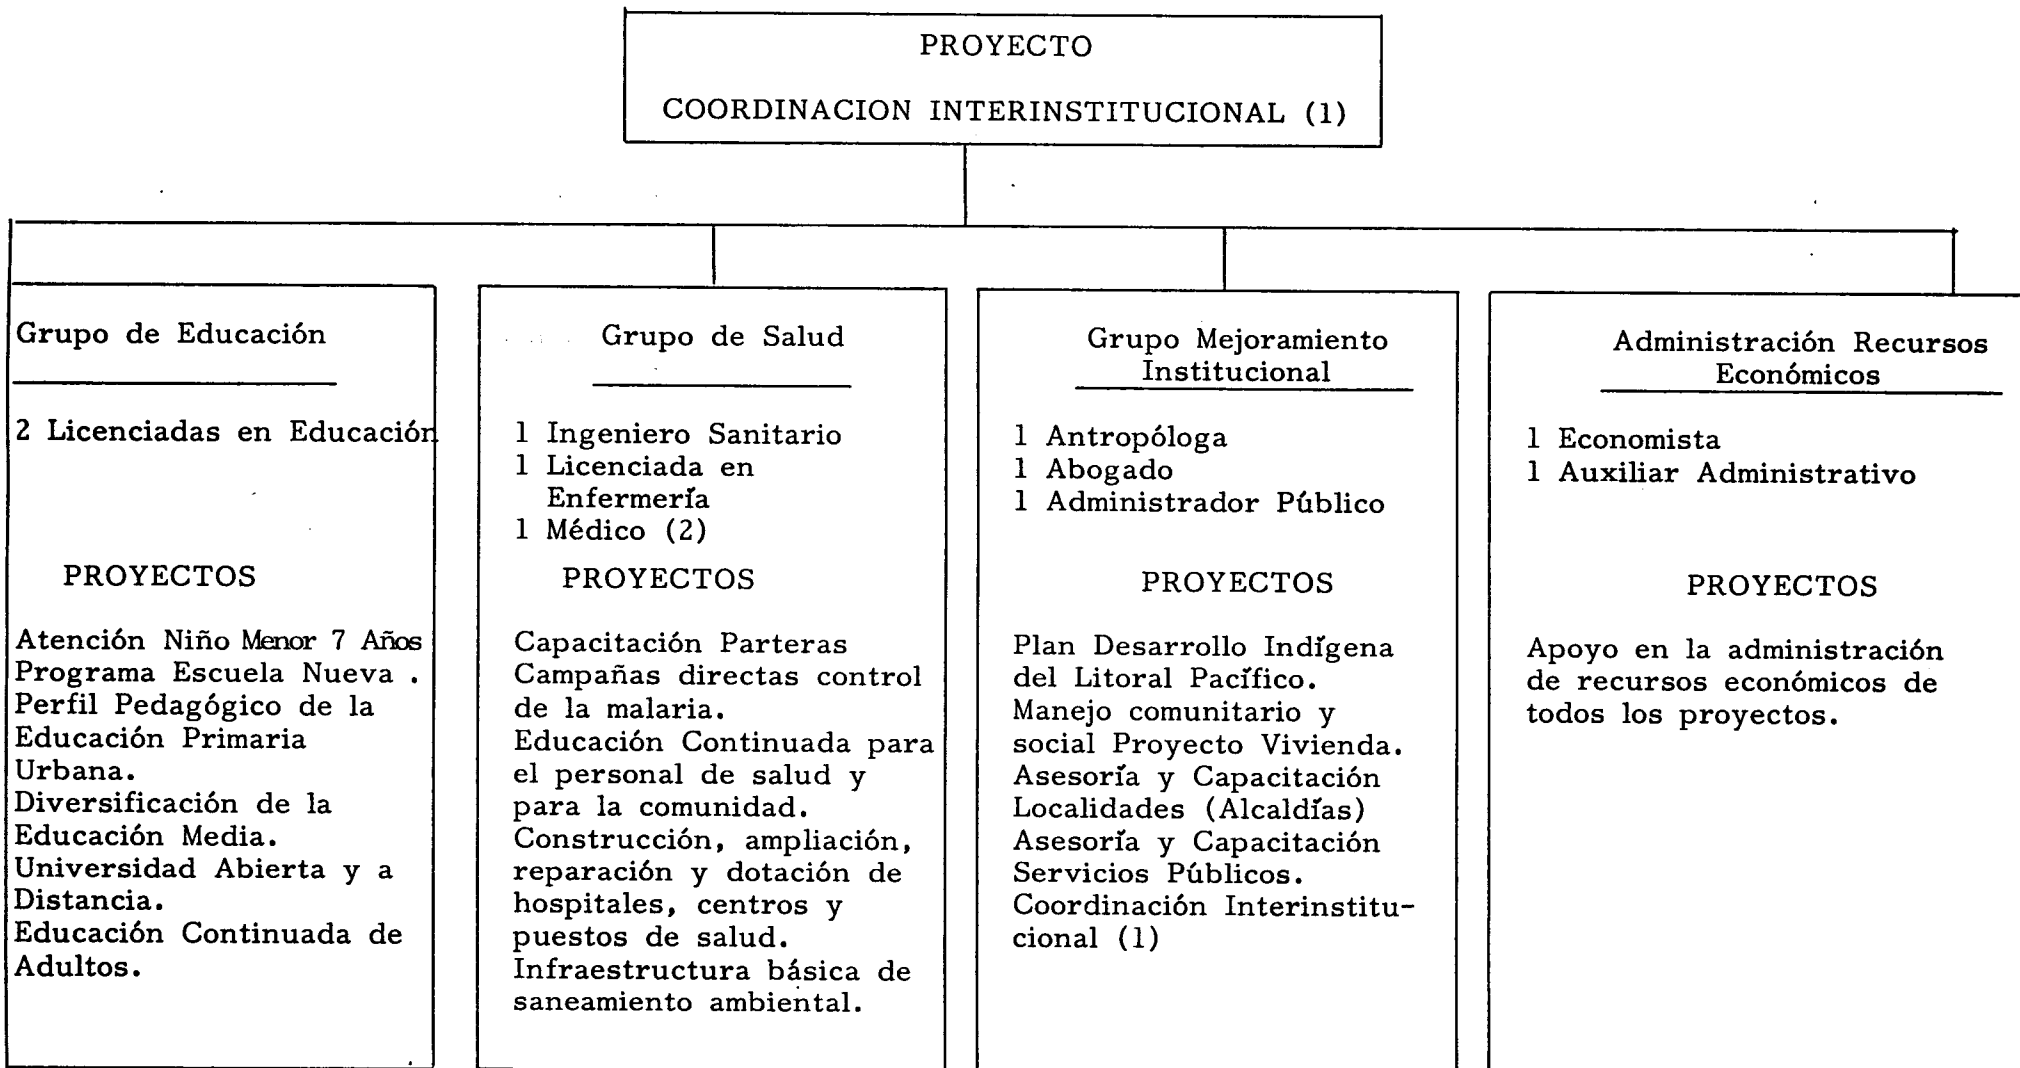 PROYECTO
COORDINACION INTERINSTITUCIONAL (1)
Grupo de Educación
2 Licenciadas en Educación
PROYECTOS
Atención Niño Menor 7 Años
Programa Escuela Nueva .
Perfil Pedagógico de la
Educación Primaria
Urbana.
Diversificación de la
Educación Media.
Universidad Abierta y a
Distancia.
Educación Continuada de
Adultos.
Grupo de Salud
1 Ingeniero Sanitario
1 Licenciada en
Enfermería
1 Médico (2)
PROYECTOS
Capacitación Parteras
Campañas directas control
de la malaria.
Educación Continuada para
el personal de salud y
para la comunidad.
Construcción, ampliación,
reparación y dotación de
hospitales, centros y
puestos de salud.
Infraestructura básica de
saneamiento ambiental.
Grupo Mejoramiento
Institucional
1 Antropóloga
1 Abogado
1 Administrador Público
PROYECTOS
Plan Desarrollo Indígena
del Litoral Pacífico.
Manejo comunitario y
social Proyecto Vivienda.
Asesoría y Capacitación
Localidades (Alcaldías)
Asesoría y Capacitación
Servicios Públicos.
Coordinación Interinstitu-
cional (1)
Administración Recursos
Económicos
1 Economista
1 Auxiliar Administrativo
PROYECTOS
Apoyo en la administración
de recursos económicos de
todos los proyectos.